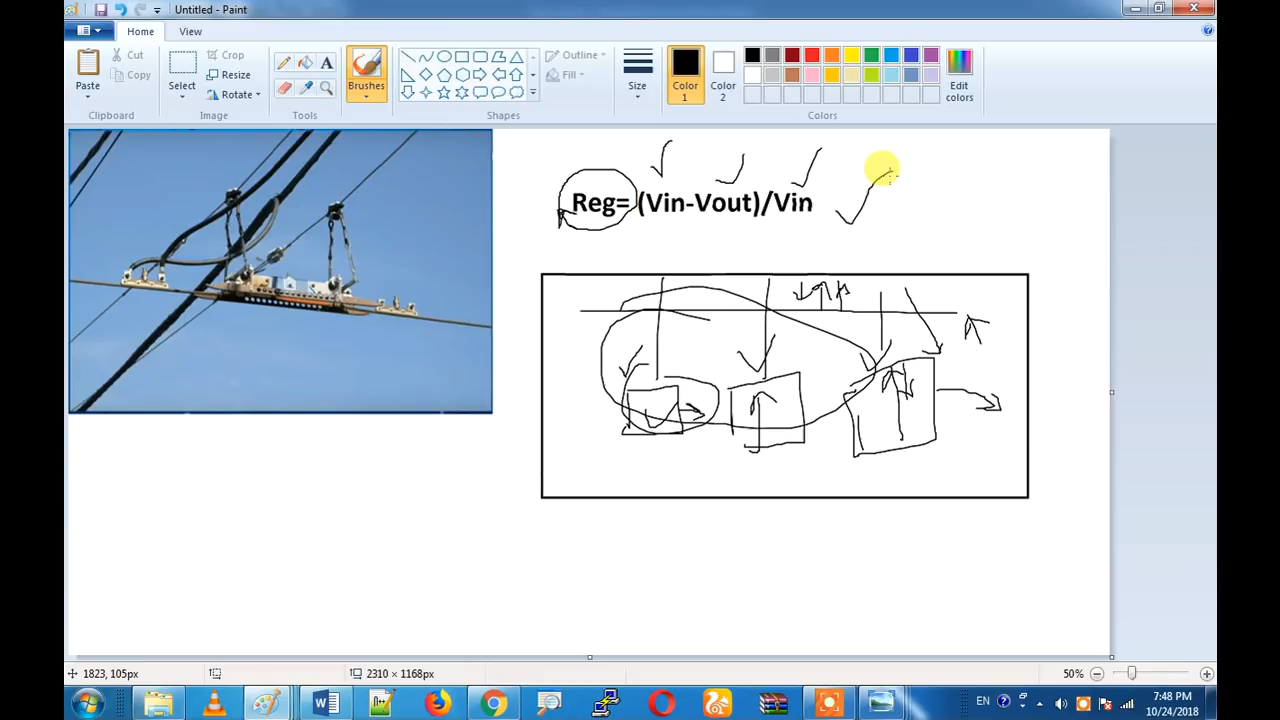 Untitled - Paint
Home View
Paste
Cut
Copy
Select
Crop
Resize
Rotate
A
Brushes
Outline
Fill
Size
Color 1
Color 2
Edit colors
Clipboard Image Tools Shapes Colors
Reg= (Vin-Vout)/Vin
1823, 105px
2310 × 1168px
50%
EN
7:48 PM
10/24/2018